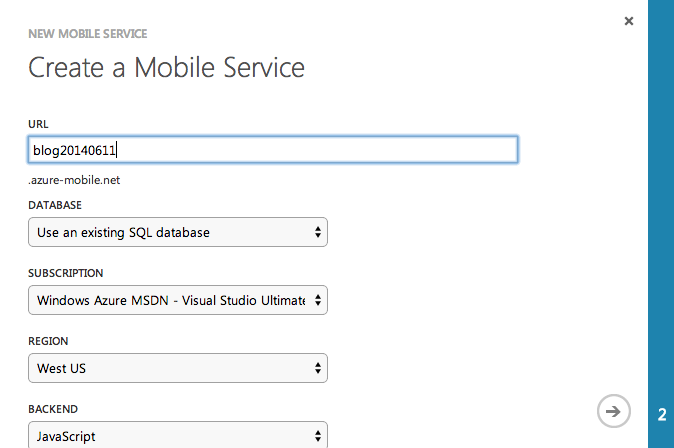 NEW MOBILE SERVICE
Create a Mobile Service
URL
blog20140611
.azure-mobile.net
DATABASE
Use an existing SQL database
SUBSCRIPTION
Windows Azure MSDN - Visual Studio Ultimate
REGION
West US
BACKEND
JavaScript
2